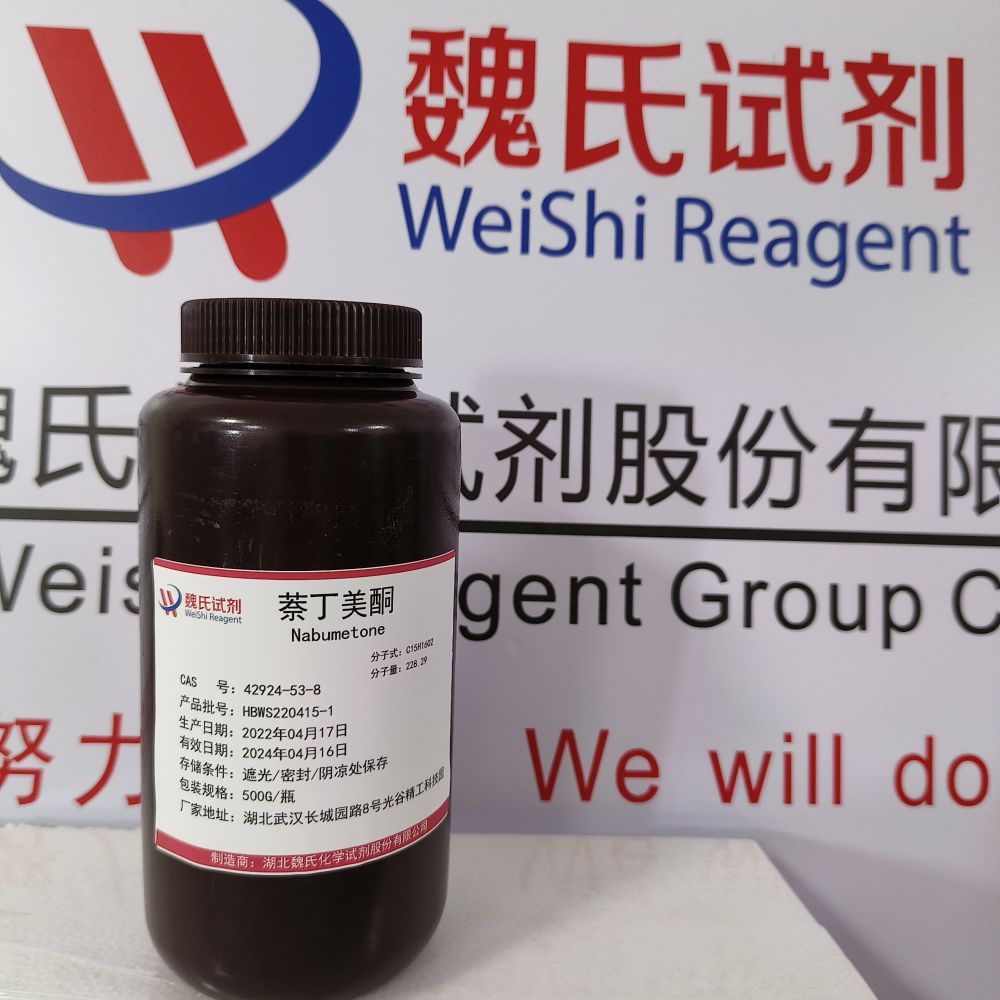 魏氏试剂
WeiShi Reagent
魏氏 试剂股份有限
Weis agent Group C
努力
We will do
魏氏试剂
WeiShi Reagent
萘丁美酮
Nabumetone
分子式：C15H16O2
分子量：228.29
CAS 号：42924-53-8
产品批号：HBWS220415-1
生产日期：2022年04月17日
有效日期：2024年04月16日
存储条件：遮光/密封/阴凉处保存
包装规格：500G/瓶
厂家地址：湖北武汉长城园路8号光谷精工科技园
制造商：湖北魏氏化学试剂股份有限公司